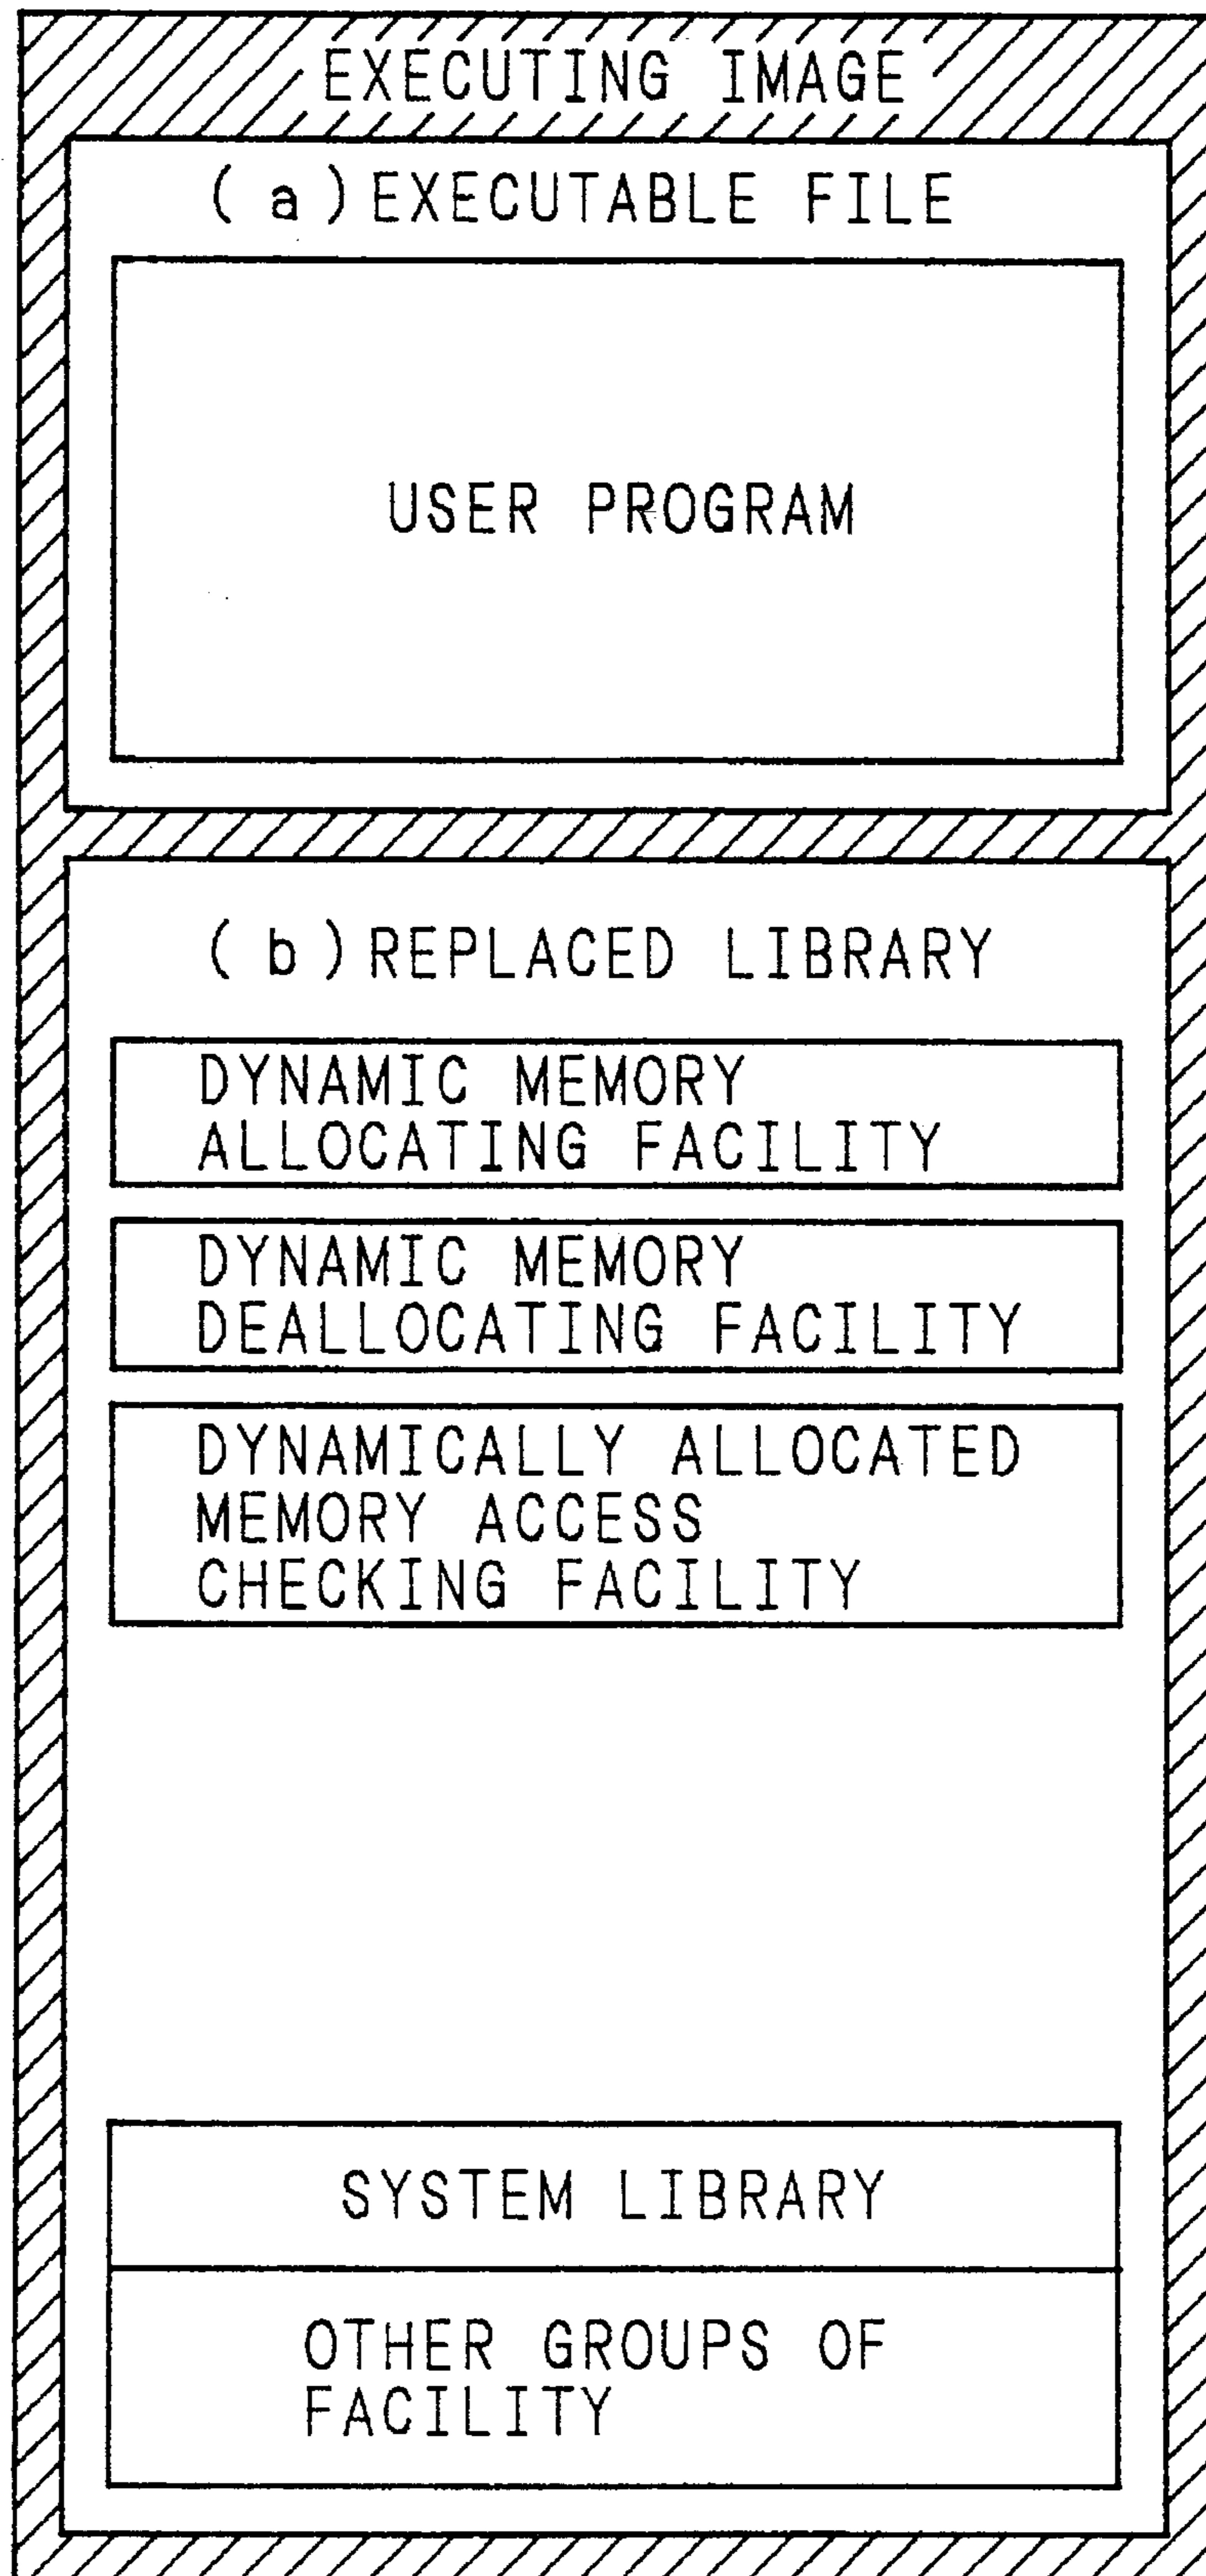 EXECUTING IMAGE
(a) EXECUTABLE FILE
USER PROGRAM
(b) REPLACED LIBRARY
DYNAMIC MEMORY
ALLOCATING FACILITY
DYNAMIC MEMORY
DEALLOCATING FACILITY
DYNAMICALLY ALLOCATED
MEMORY ACCESS
CHECKING FACILITY
SYSTEM LIBRARY
OTHER GROUPS OF
FACILITY